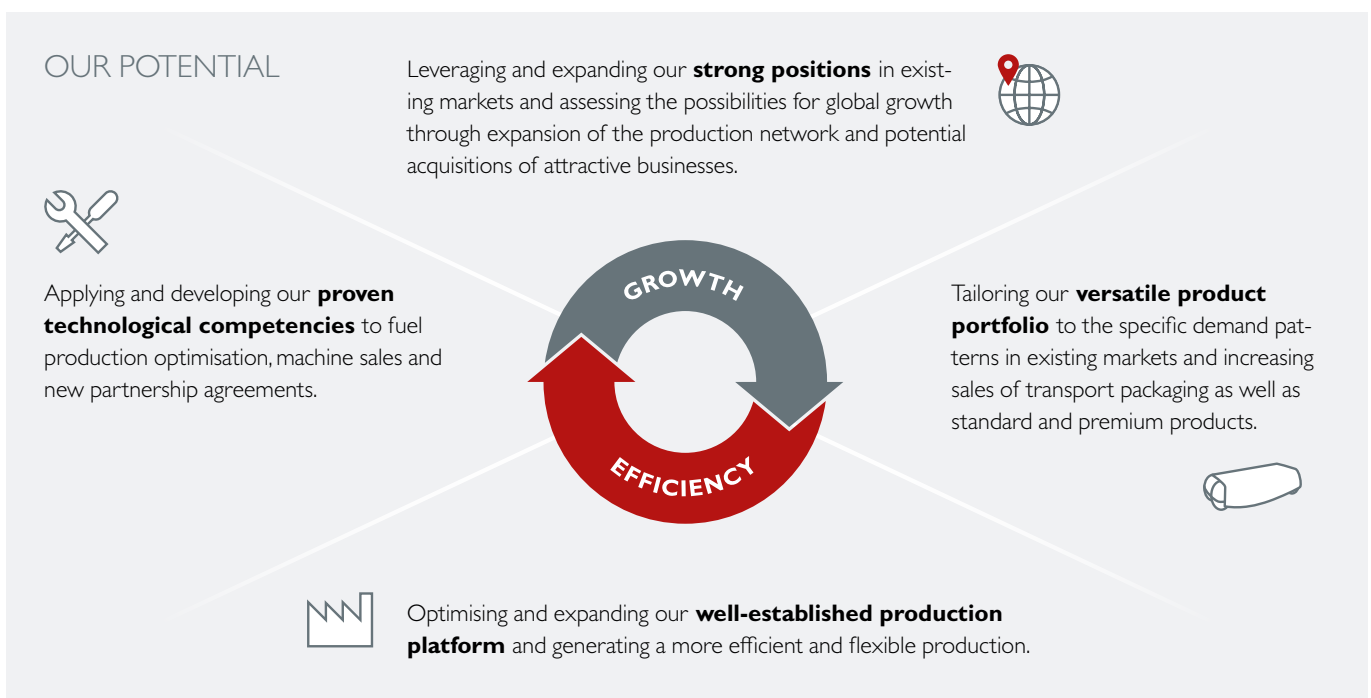 OUR POTENTIAL
Leveraging and expanding our strong positions in exist-
ing markets and assessing the possibilities for global growth
through expansion of the production network and potential
acquisitions of attractive businesses.
Applying and developing our proven
technological competencies to fuel
production optimisation, machine sales and
new partnership agreements.
GROWTH
EFFICIENCY
Tailoring our versatile product
portfolio to the specific demand pat-
terns in existing markets and increasing
sales of transport packaging as well as
standard and premium products.
Optimising and expanding our well-established production
platform and generating a more efficient and flexible production.